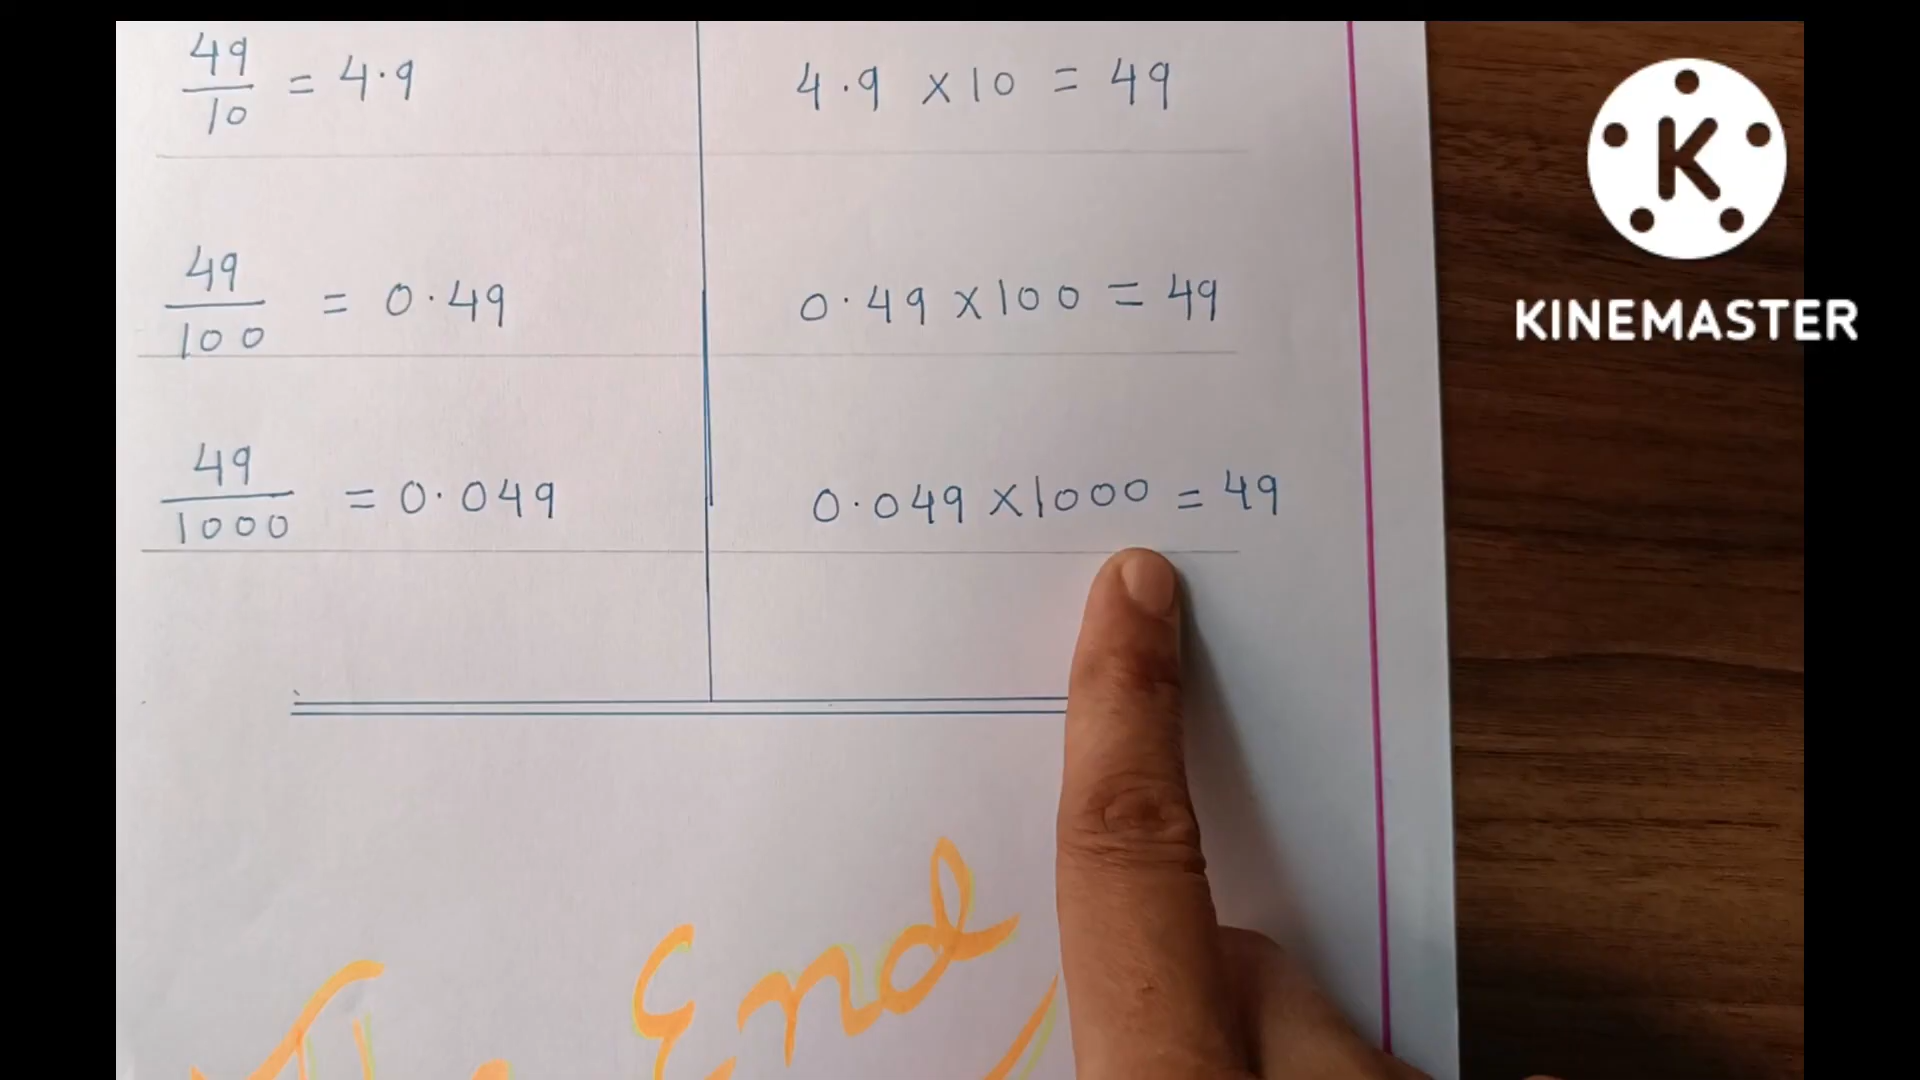 49/10 = 4.9
4.9 × 10 = 49
49/100 = 0.49
0.49 × 100 = 49
49/1000 = 0.049
0.049 × 1000 = 49
The End
K
KINEMASTER